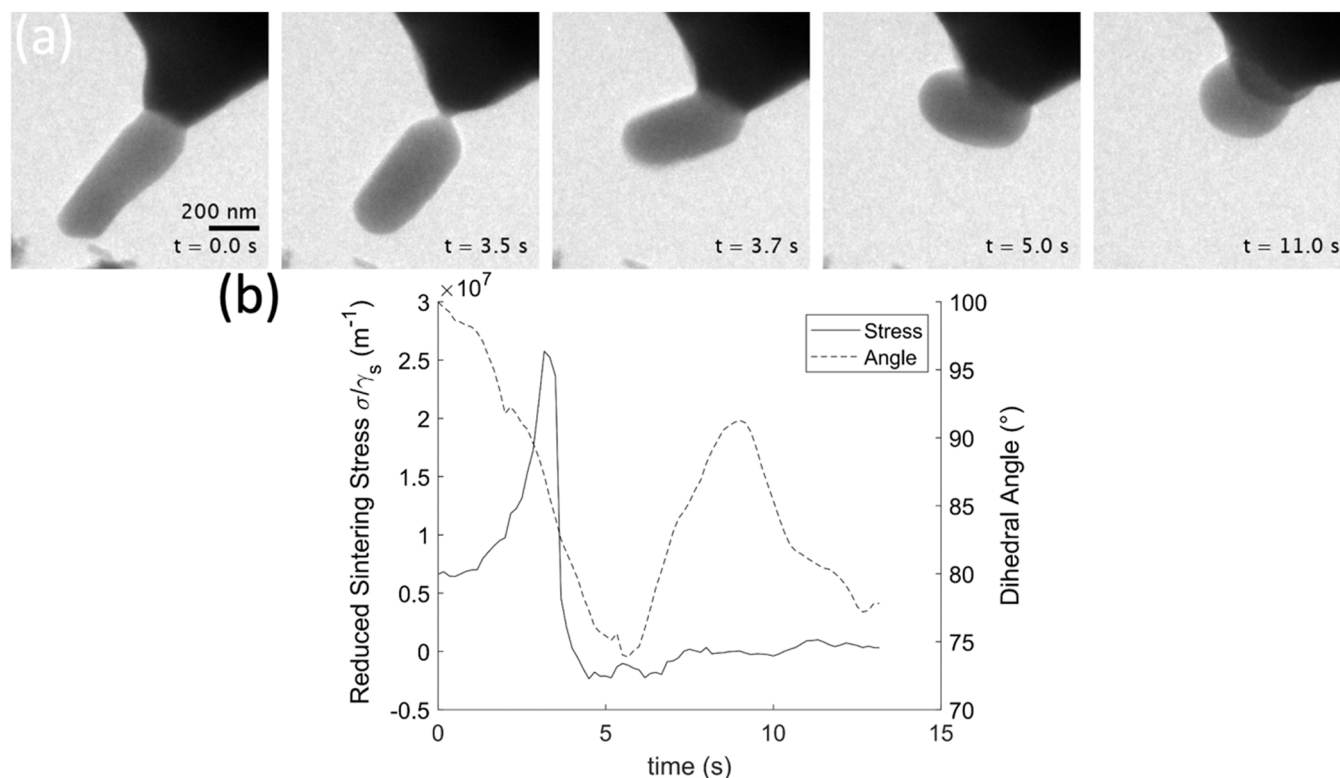 (a)
200 nm
t = 0.0 s
t = 3.5 s
t = 3.7 s
t = 5.0 s
t = 11.0 s
(b)
×10⁷
Reduced Sintering Stress σ/γₛ (m⁻¹)
3
2.5
2
1.5
1
0.5
0
-0.5
Stress
Angle
100
95
90
85
80
75
70
Dihedral Angle (°)
0
5
10
15
time (s)